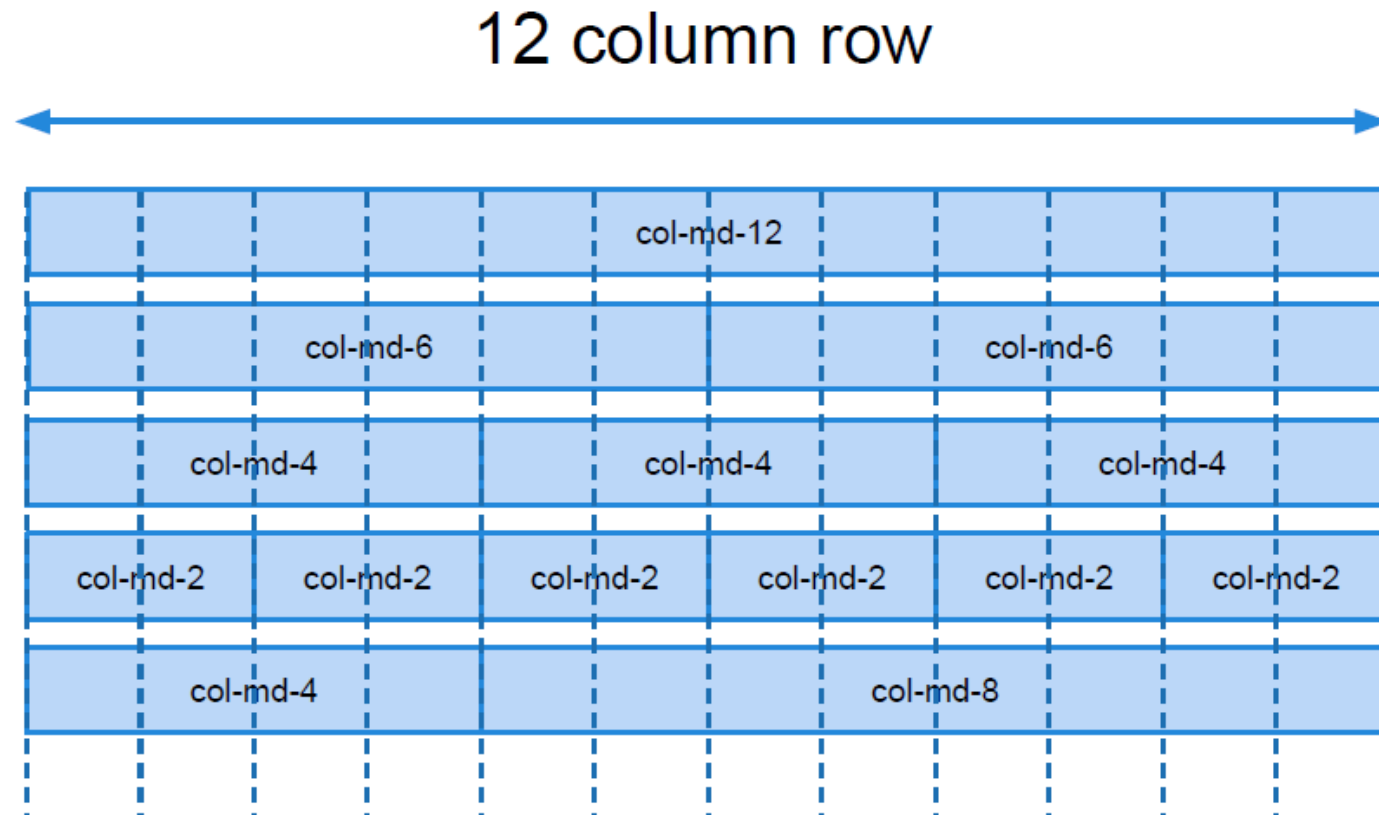 12 column row
col-md-12
col-md-6 col-md-6
col-md-4 col-md-4 col-md-4
col-md-2 col-md-2 col-md-2 col-md-2 col-md-2 col-md-2
col-md-4 col-md-8